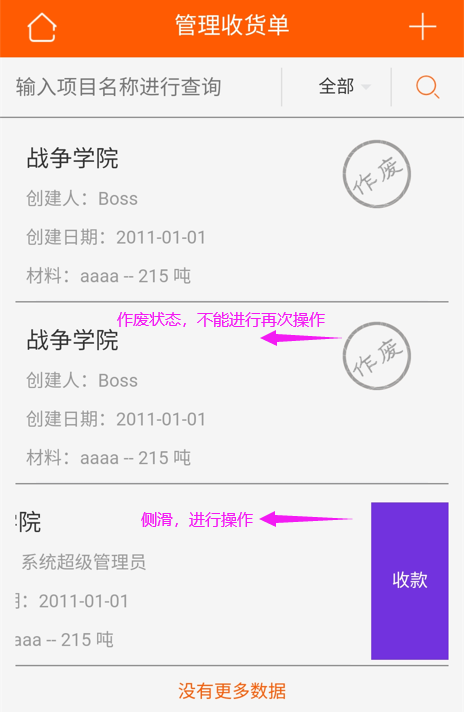 管理收货单
输入项目名称进行查询 全部
战争学院
作废
创建人：Boss
创建日期：2011-01-01
材料：aaaa -- 215 吨
作废状态，不能进行再次操作
战争学院
作废
创建人：Boss
创建日期：2011-01-01
材料：aaaa -- 215 吨
学院
侧滑，进行操作
系统超级管理员
收款
期：2011-01-01
aaaa -- 215 吨
没有更多数据